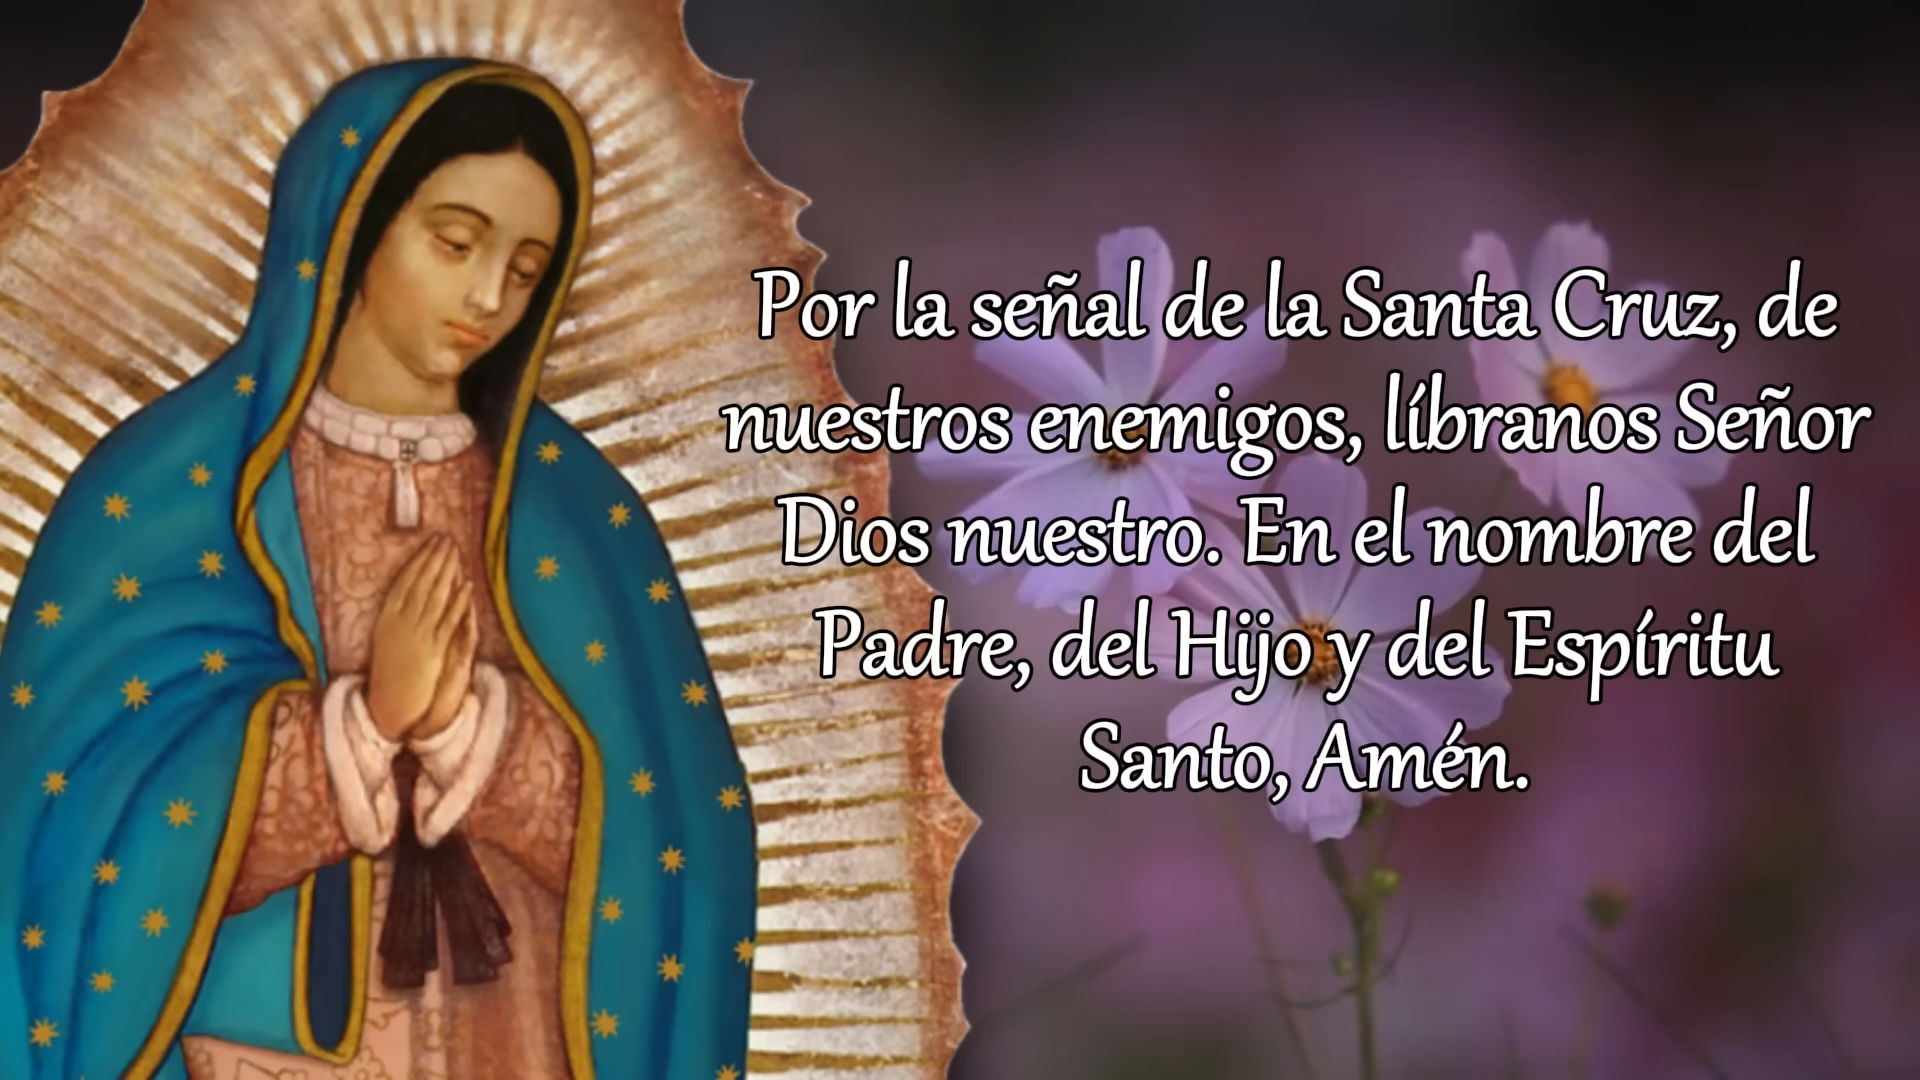 Por la señal de la Santa Cruz, de
nuestros enemigos, líbranos Señor
Dios nuestro. En el nombre del
Padre, del Hijo y del Espíritu
Santo, Amén.